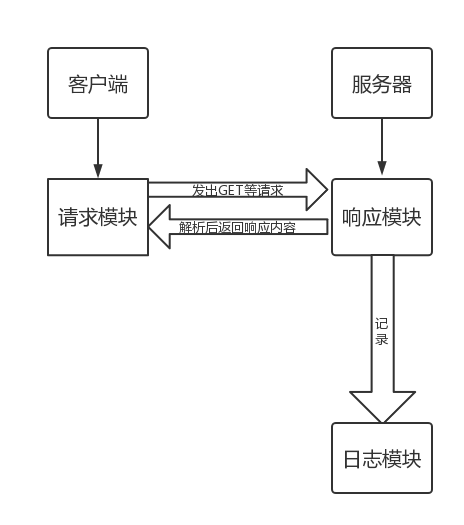 客户端
服务器
发出GET等请求
请求模块
响应模块
解析后返回响应内容
记
录
日志模块